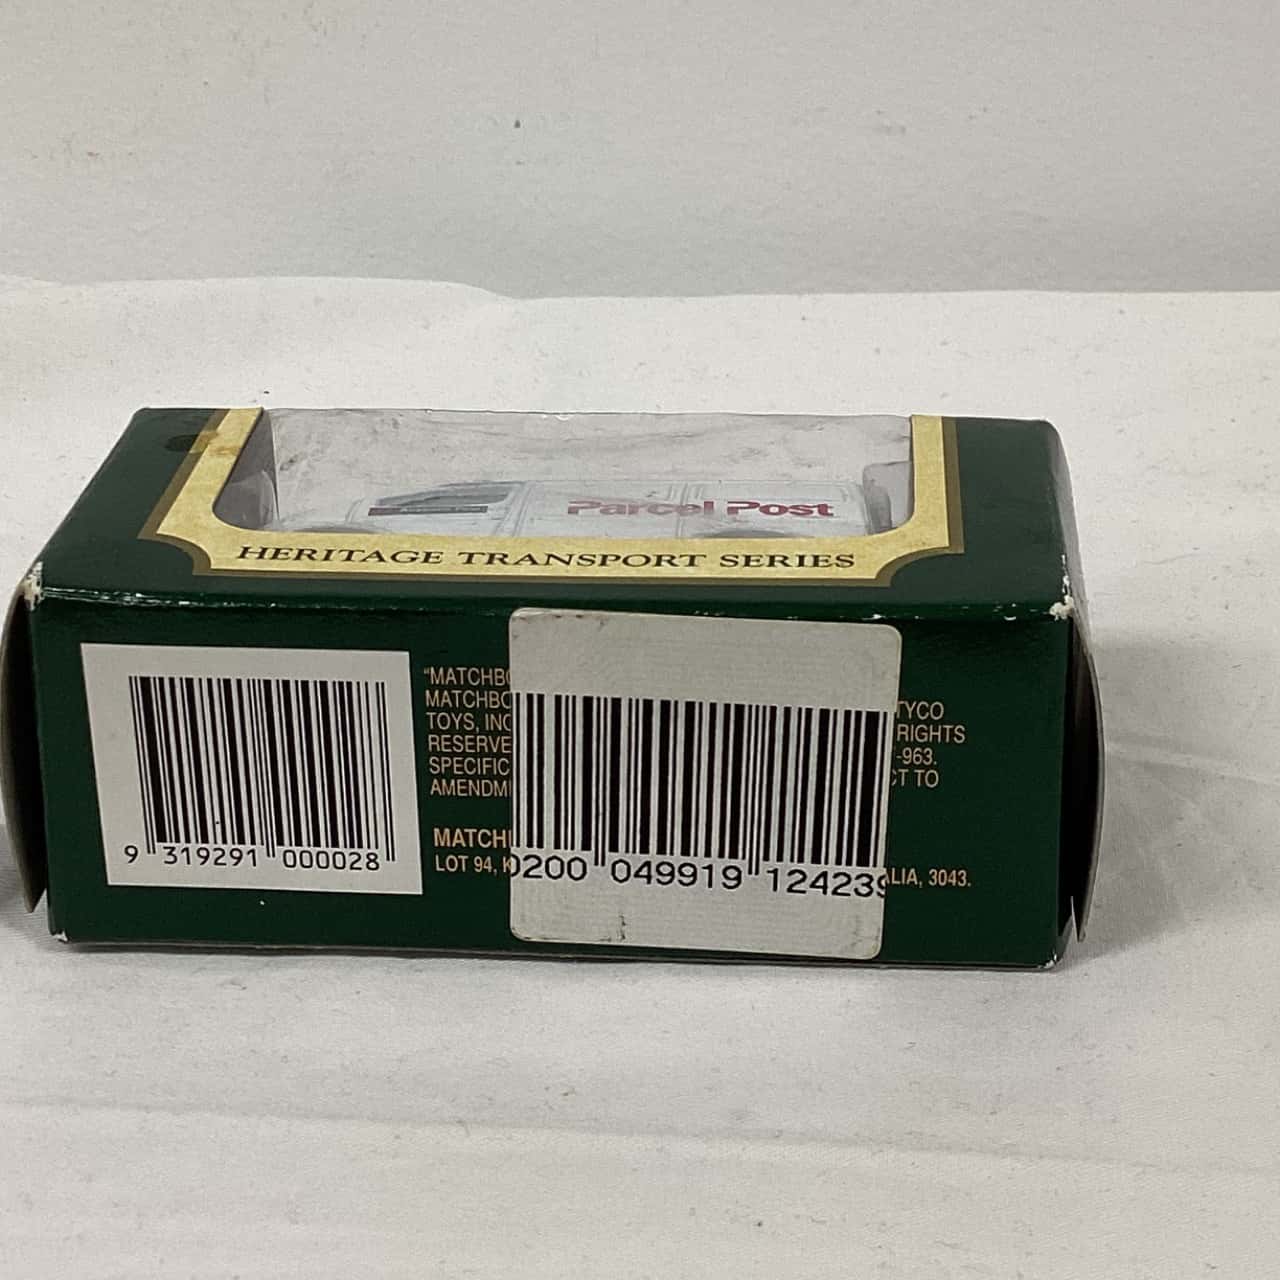 Parcel Post
HERITAGE TRANSPORT SERIES
"MATCHBO
MATCHBO
TOYS, INC
RESERVE
SPECIFIC
AMENDM
TYCO
RIGHTS
-963.
CT TO
MATCH
LOT 94, K
ALIA, 3043.
9 319291 000028
0200 049919 124239